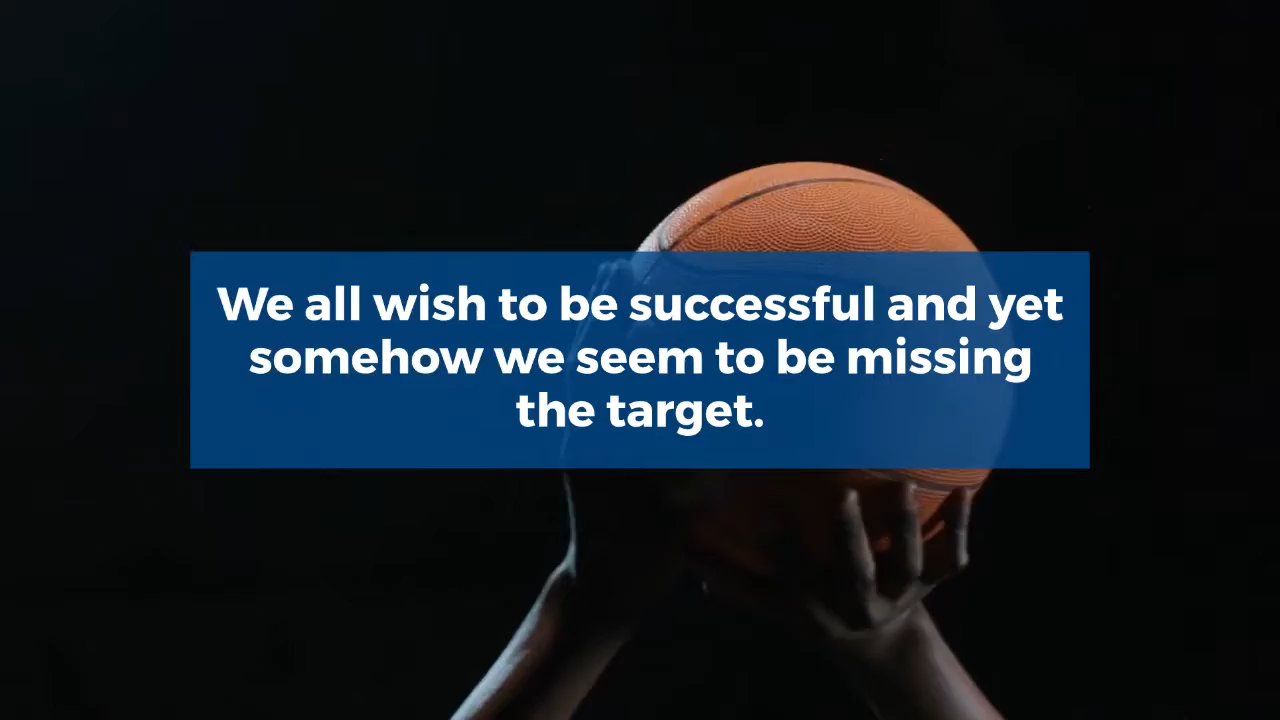 We all wish to be successful and yet
somehow we seem to be missing
the target.